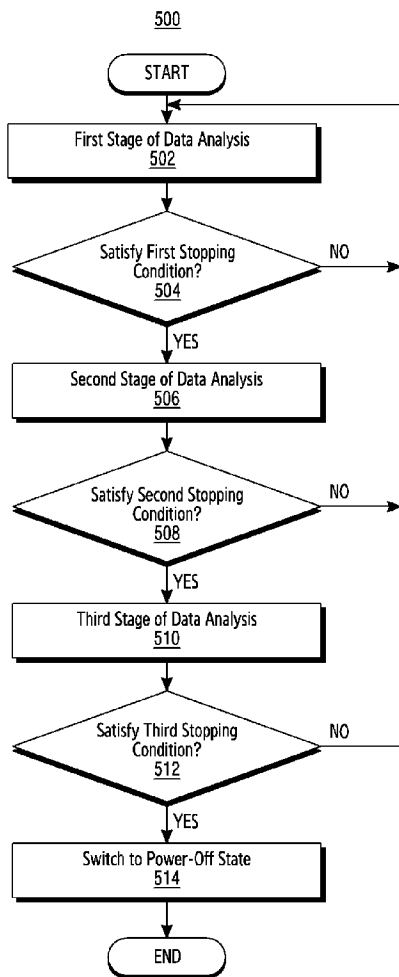 500
START
First Stage of Data Analysis
502
Satisfy First Stopping
Condition?
504
NO
YES
Second Stage of Data Analysis
506
Satisfy Second Stopping
Condition?
508
NO
YES
Third Stage of Data Analysis
510
Satisfy Third Stopping
Condition?
512
NO
YES
Switch to Power-Off State
514
END